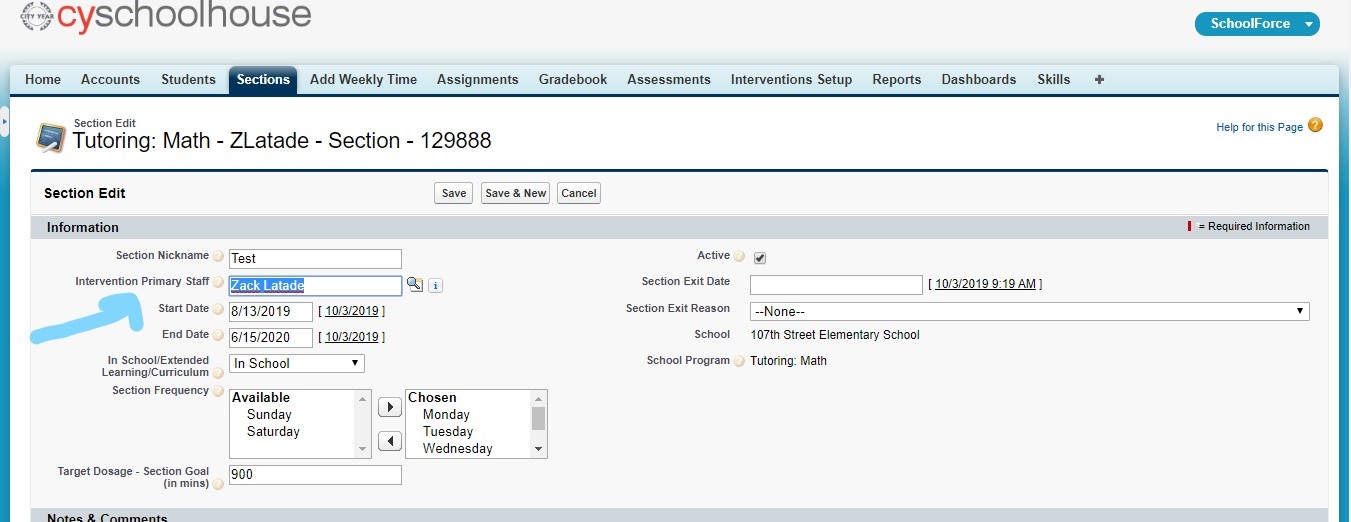 CITY YEAR
cyschoolhouse
SchoolForce
Home Accounts Students Sections Add Weekly Time Assignments Gradebook Assessments Interventions Setup Reports Dashboards Skills +
Section Edit
Tutoring: Math - ZLatade - Section - 129888
Help for this Page ?
Section Edit Save Save & New Cancel
Information = Required Information
Section Nickname ? Test Active ?
Intervention Primary Staff ? Zack Latade i Section Exit Date [ 10/3/2019 9:19 AM ]
Start Date ? 8/13/2019 [ 10/3/2019 ] Section Exit Reason --None--
End Date ? 6/15/2020 [ 10/3/2019 ] School 107th Street Elementary School
In School/Extended
Learning/Curriculum ? In School School Program ? Tutoring: Math
Section Frequency ? Available Chosen
Sunday Monday
Saturday Tuesday
Wednesday
Target Dosage - Section Goal
(in mins) ? 900
Notes & Comments